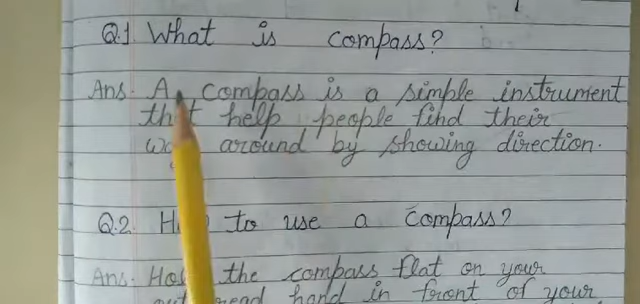 Q.1. What is compass?
Ans. A compass is a simple instrument
that help people find their
around by showing direction.
Q.2. to use a compass?
Ans. the compass flat on your
hand in front of your